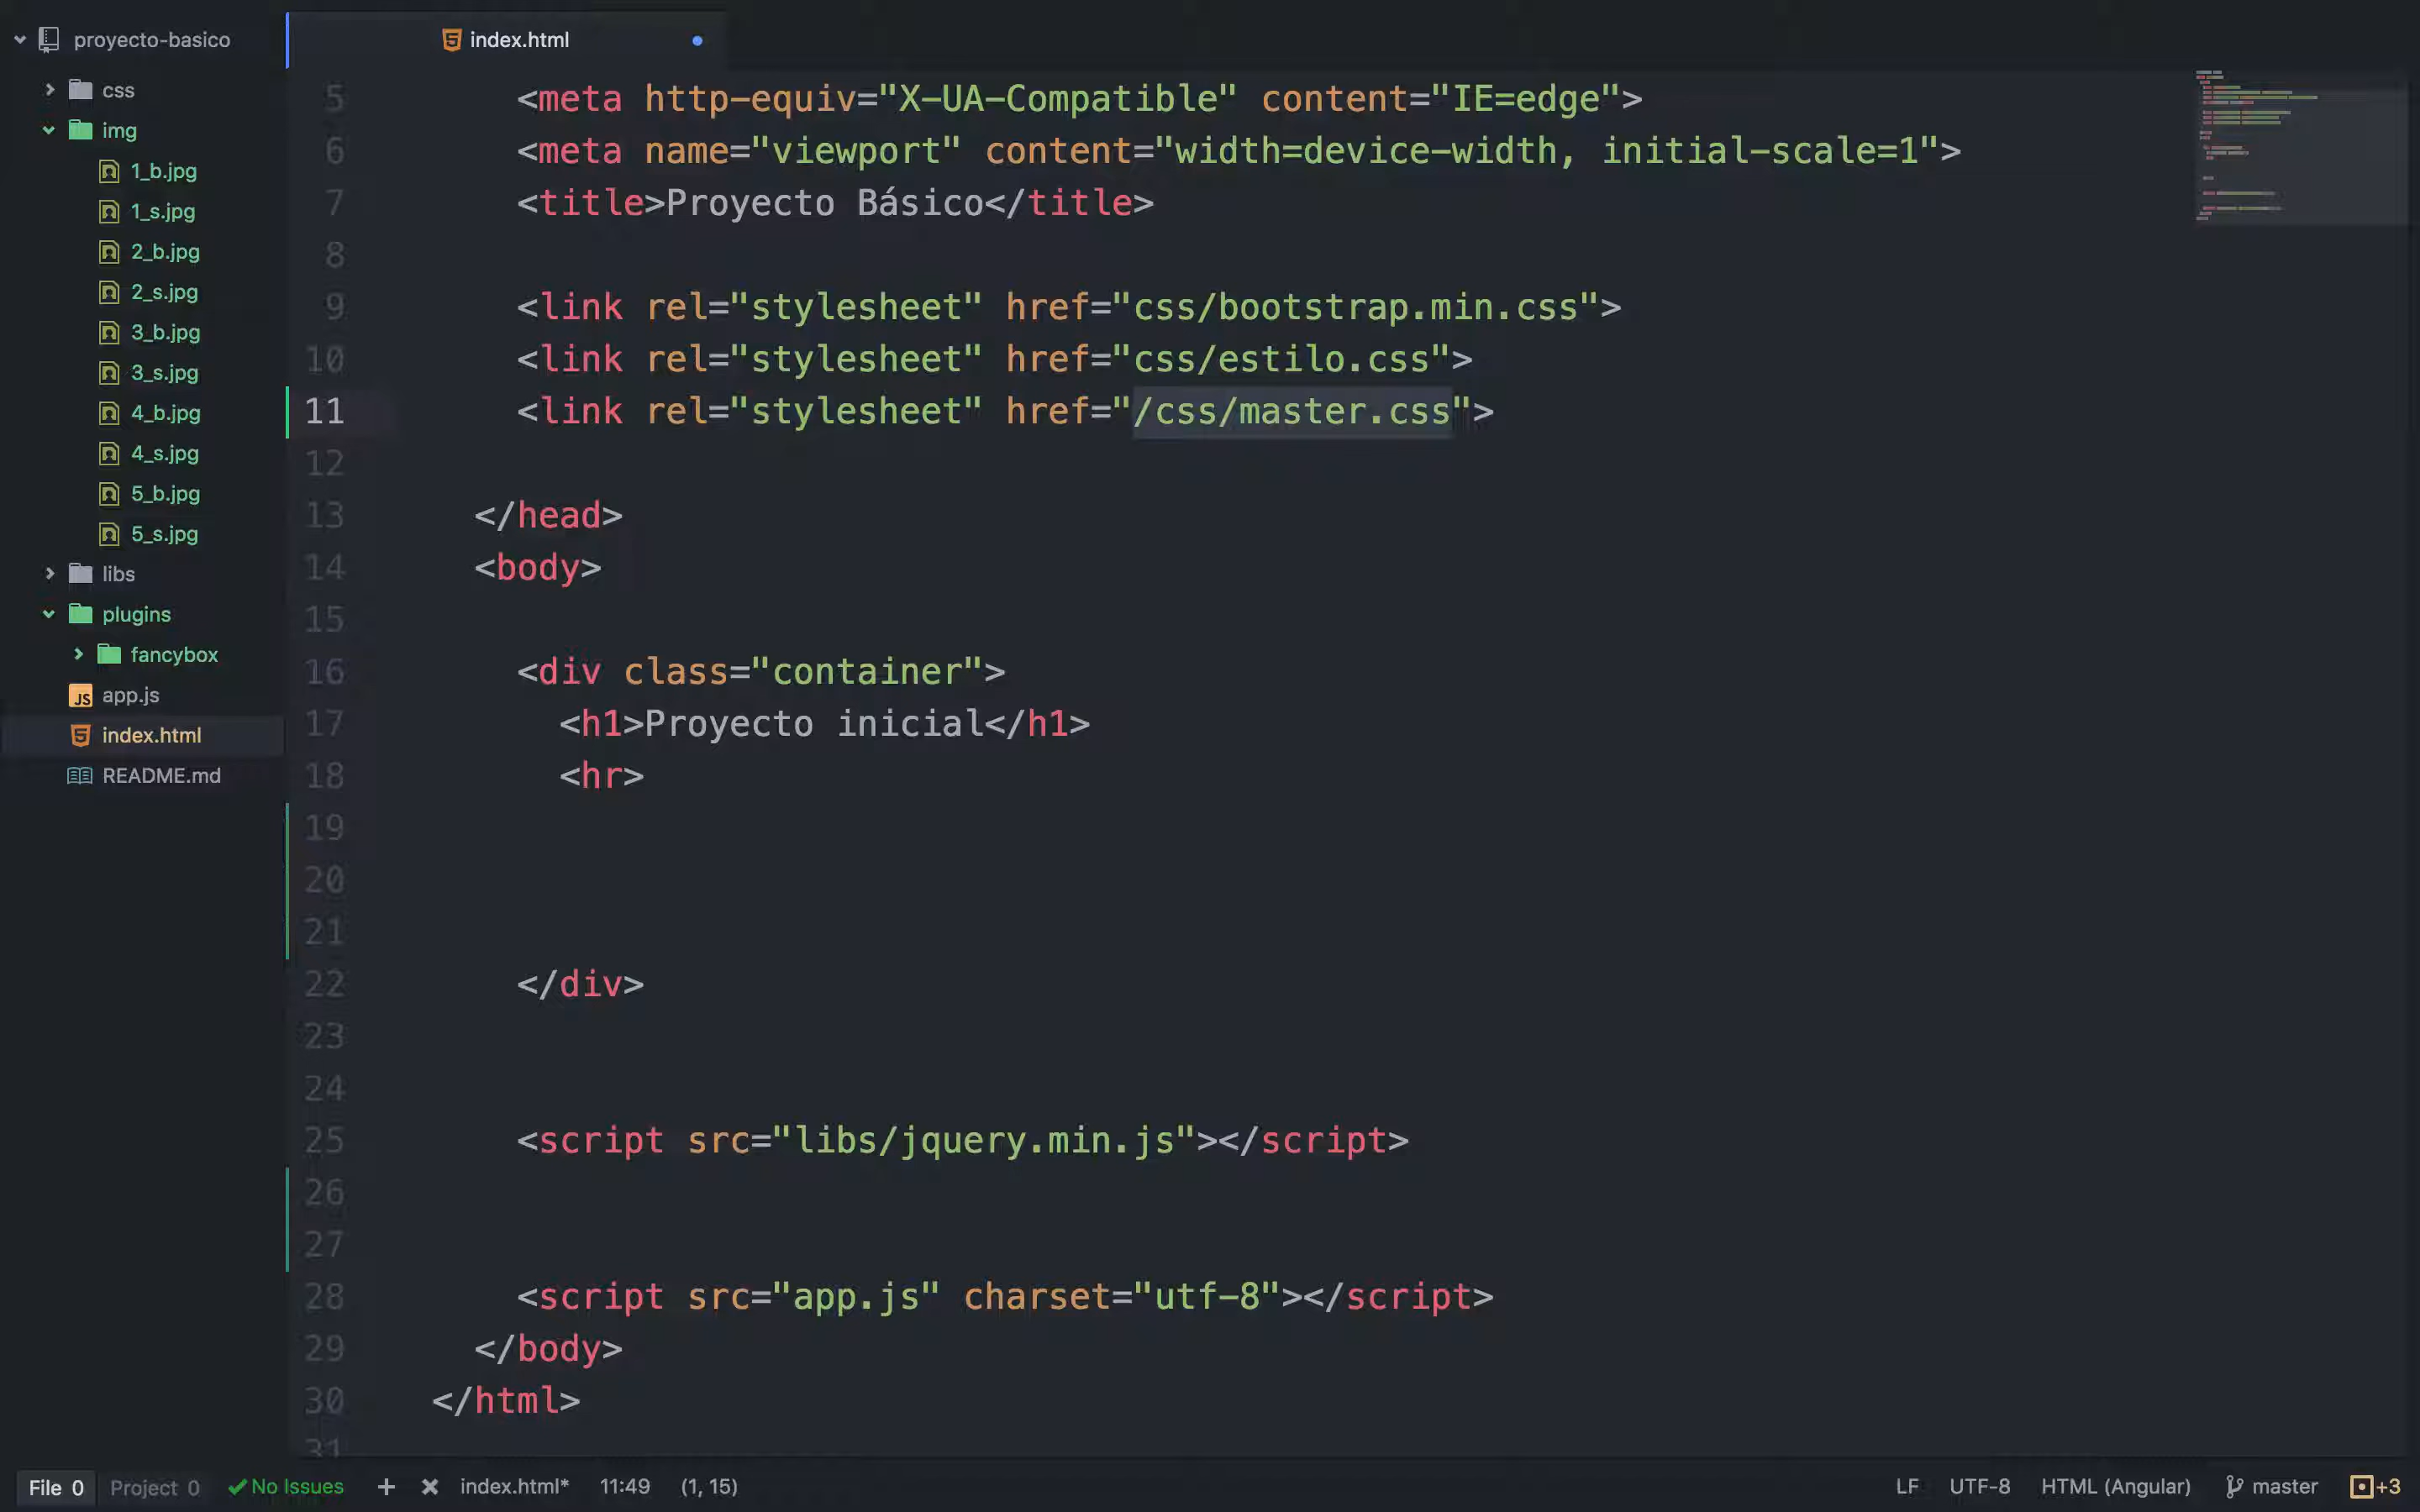 proyecto-basico
css
img
1_b.jpg
1_s.jpg
2_b.jpg
2_s.jpg
3_b.jpg
3_s.jpg
4_b.jpg
4_s.jpg
5_b.jpg
5_s.jpg
libs
plugins
fancybox
app.js
index.html
README.md
index.html
5 <meta http-equiv="X-UA-Compatible" content="IE=edge">
6 <meta name="viewport" content="width=device-width, initial-scale=1">
7 <title>Proyecto Básico</title>
8
9 <link rel="stylesheet" href="css/bootstrap.min.css">
10 <link rel="stylesheet" href="css/estilo.css">
11 <link rel="stylesheet" href="/css/master.css">
12
13 </head>
14 <body>
15
16 <div class="container">
17 <h1>Proyecto inicial</h1>
18 <hr>
19
20
21
22 </div>
23
24
25 <script src="libs/jquery.min.js"></script>
26
27
28 <script src="app.js" charset="utf-8"></script>
29 </body>
30 </html>
31
File 0 Project 0 No Issues index.html* 11:49 (1, 15) LF UTF-8 HTML (Angular) master +3